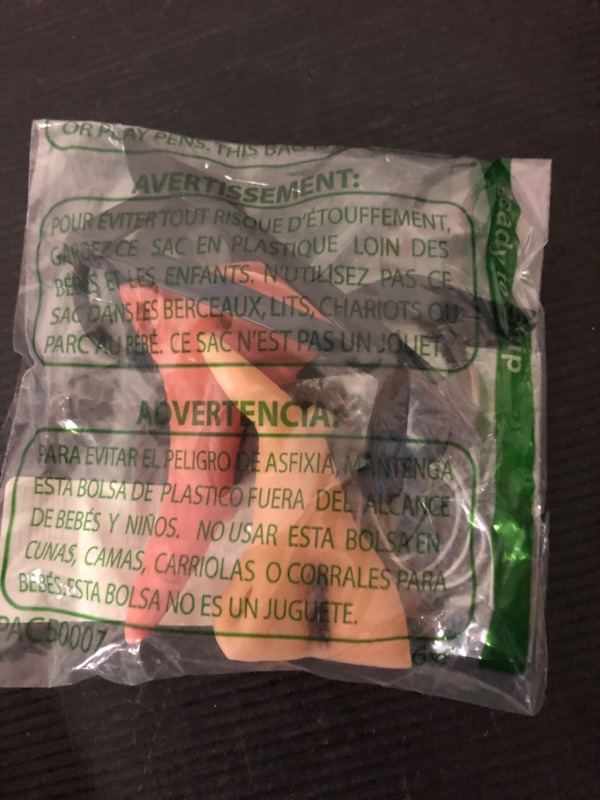 OR PLAY PENS. THIS BAG
AVERTISSEMENT:
POUR ÉVITER TOUT RISQUE D'ÉTOUFFEMENT,
GARDEZ CE SAC EN PLASTIQUE LOIN DES
BÉBÉS ET LES ENFANTS. N'UTILISEZ PAS CE
SAC DANS LES BERCEAUX, LITS, CHARIOTS OU
PARC AU BÉBÉ. CE SAC N'EST PAS UN JOUET.
ADVERTENCIA:
PARA EVITAR EL PELIGRO DE ASFIXIA, MANTENGA
ESTA BOLSA DE PLASTICO FUERA DEL ALCANCE
DE BEBÉS Y NIÑOS. NO USAR ESTA BOLSA EN
CUNAS, CAMAS, CARRIOLAS O CORRALES PARA
BEBÉS. ESTA BOLSA NO ES UN JUGUETE.
PAC50007